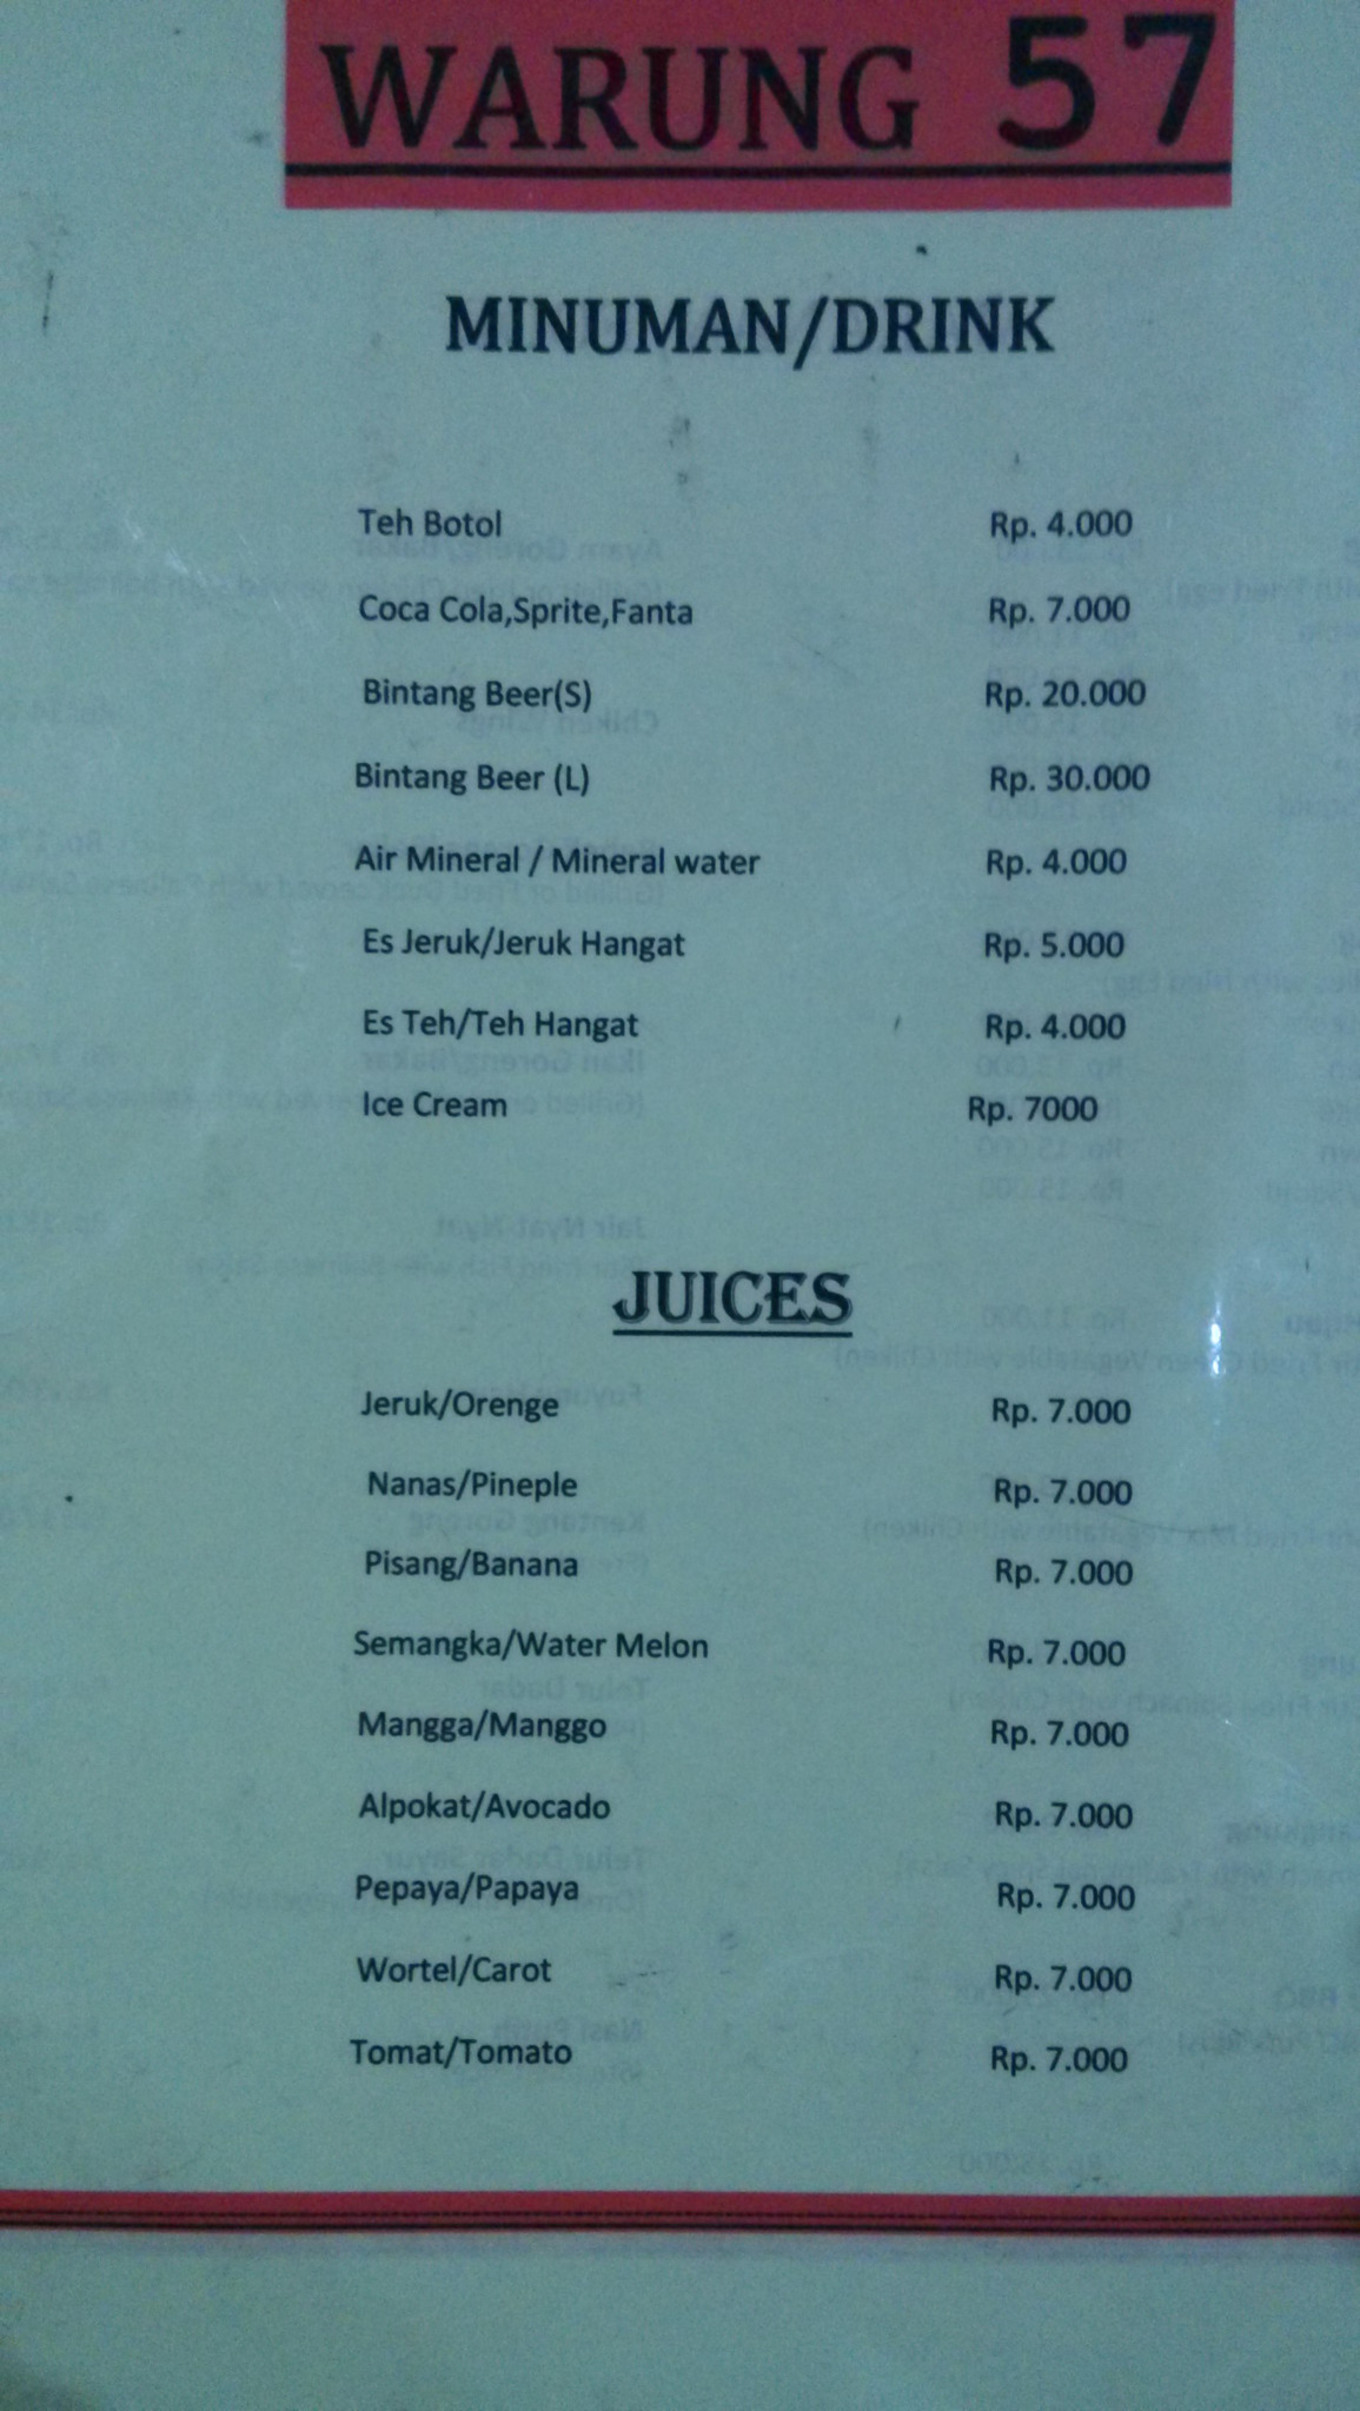 WARUNG 57
MINUMAN/DRINK
Teh Botol Rp. 4.000
Coca Cola,Sprite,Fanta Rp. 7.000
Bintang Beer(S) Rp. 20.000
Bintang Beer (L) Rp. 30.000
Air Mineral / Mineral water Rp. 4.000
Es Jeruk/Jeruk Hangat Rp. 5.000
Es Teh/Teh Hangat Rp. 4.000
Ice Cream Rp. 7000
JUICES
Jeruk/Orenge Rp. 7.000
Nanas/Pineple Rp. 7.000
Pisang/Banana Rp. 7.000
Semangka/Water Melon Rp. 7.000
Mangga/Manggo Rp. 7.000
Alpokat/Avocado Rp. 7.000
Pepaya/Papaya Rp. 7.000
Wortel/Carot Rp. 7.000
Tomat/Tomato Rp. 7.000